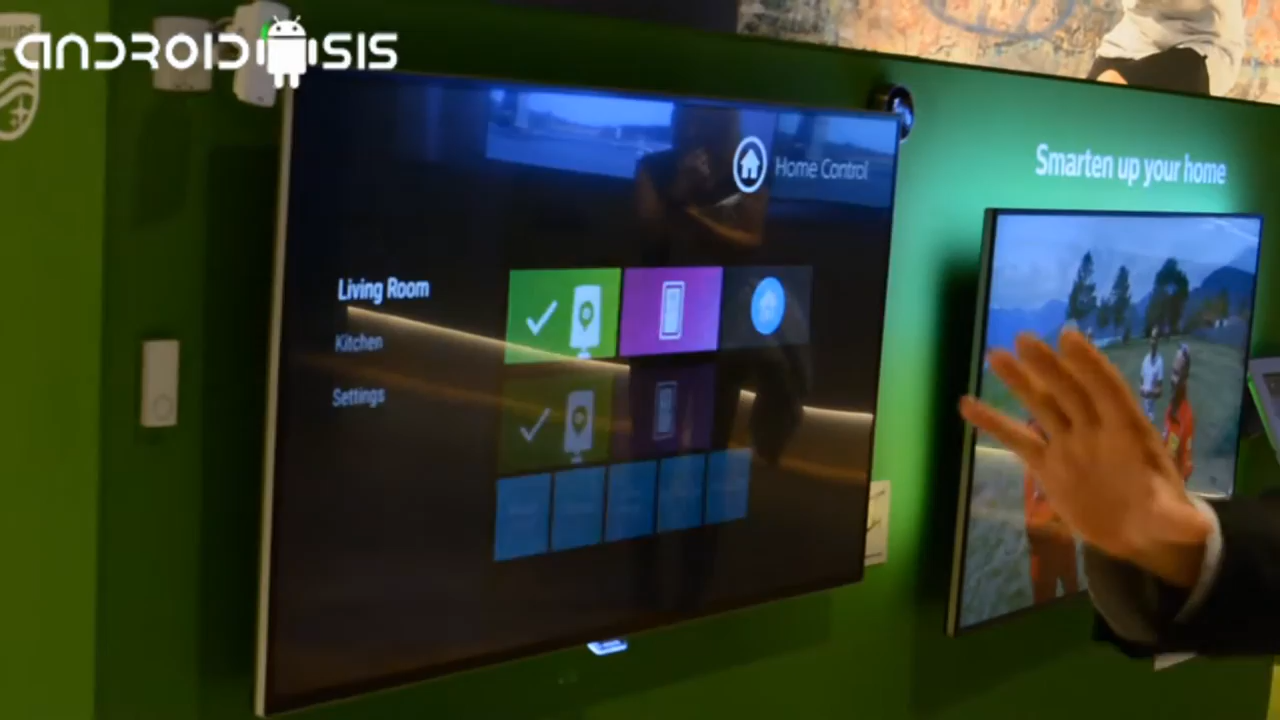 ANDROIDSIS
Home Control
Smarten up your home
Living Room
Kitchen
Settings